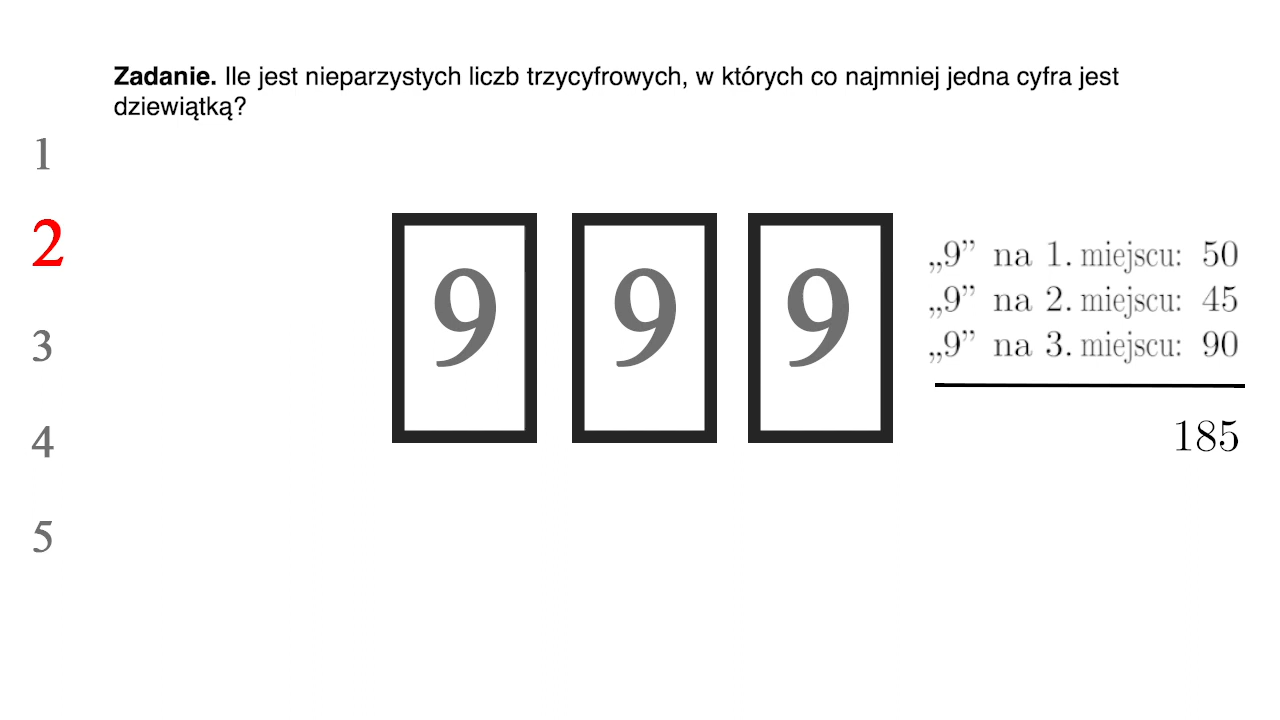 Zadanie. Ile jest nieparzystych liczb trzycyfrowych, w których co najmniej jedna cyfra jest
dziewiątką?
1
2
3
4
5
9 9 9
„9” na 1. miejscu: 50
„9” na 2. miejscu: 45
„9” na 3. miejscu: 90
185